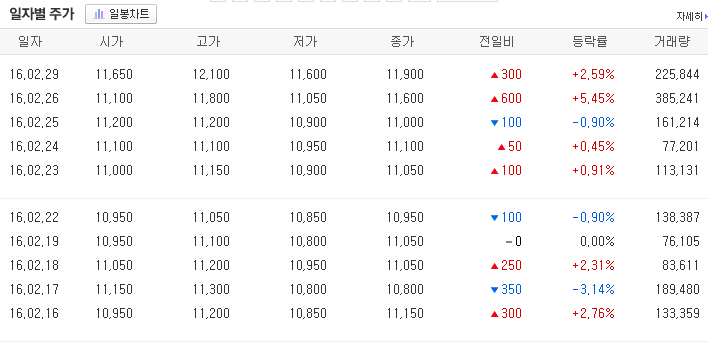 일자별 주가 일봉차트 자세히
일자 시가 고가 저가 종가 전일비 등락률 거래량
16.02.29 11,650 12,100 11,600 11,900 ▲300 +2.59% 225,844
16.02.26 11,100 11,800 11,050 11,600 ▲600 +5.45% 385,241
16.02.25 11,200 11,200 10,900 11,000 ▼100 -0.90% 161,214
16.02.24 11,100 11,100 10,950 11,100 ▲50 +0.45% 77,201
16.02.23 11,000 11,150 10,900 11,050 ▲100 +0.91% 113,131
16.02.22 10,950 11,050 10,850 10,950 ▼100 -0.90% 138,387
16.02.19 10,950 11,100 10,800 11,050 -0 0.00% 76,105
16.02.18 11,050 11,200 10,950 11,050 ▲250 +2.31% 83,611
16.02.17 11,150 11,300 10,800 10,800 ▼350 -3.14% 189,480
16.02.16 10,950 11,200 10,850 11,150 ▲300 +2.76% 133,359